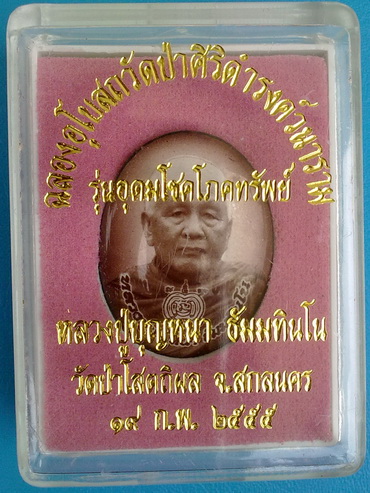 ฉลองอุโบสถวัดป่าศิริดำรงค์วนาราม
รุ่นอุดมโชคโภคทรัพย์
หลวงปู่บุญหนา ธัมมทินโน
วัดป่าโสตถิผล จ.สกลนคร
๑๙ ก.พ. ๒๕๕๕